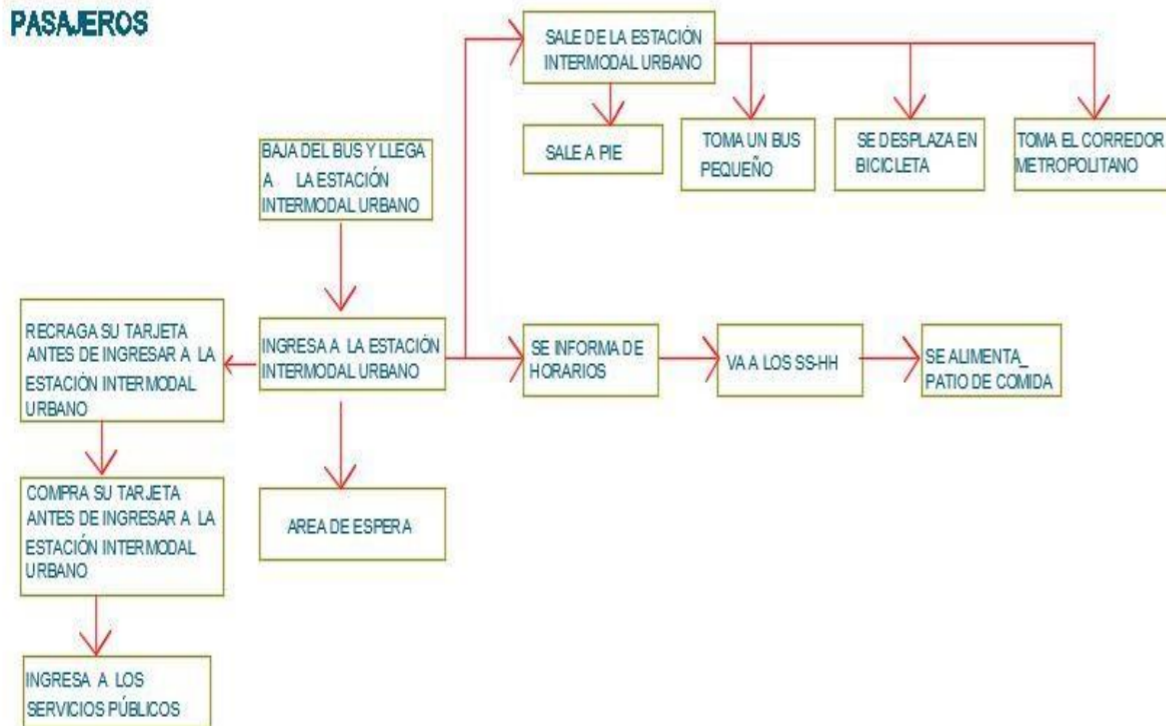 PASAJEROS
SALE DE LA ESTACIÓN
INTERMODAL URBANO
SALE A PIE
TOMA UN BUS
PEQUEÑO
SE DESPLAZA EN
BICICLETA
TOMA EL CORREDOR
METROPOLITANO
BAJA DEL BUS Y LLEGA
A LA ESTACIÓN
INTERMODAL URBANO
RECRAGA SU TARJETA
ANTES DE INGRESAR A LA
ESTACIÓN INTERMODAL
URBANO
INGRESA A LA ESTACIÓN
INTERMODAL URBANO
SE INFORMA DE
HORARIOS
VA A LOS SS-HH
SE ALIMENTA_
PATIO DE COMIDA
COMPRA SU TARJETA
ANTES DE INGRESAR A LA
ESTACIÓN INTERMODAL
URBANO
AREA DE ESPERA
INGRESA A LOS
SERVICIOS PÚBLICOS